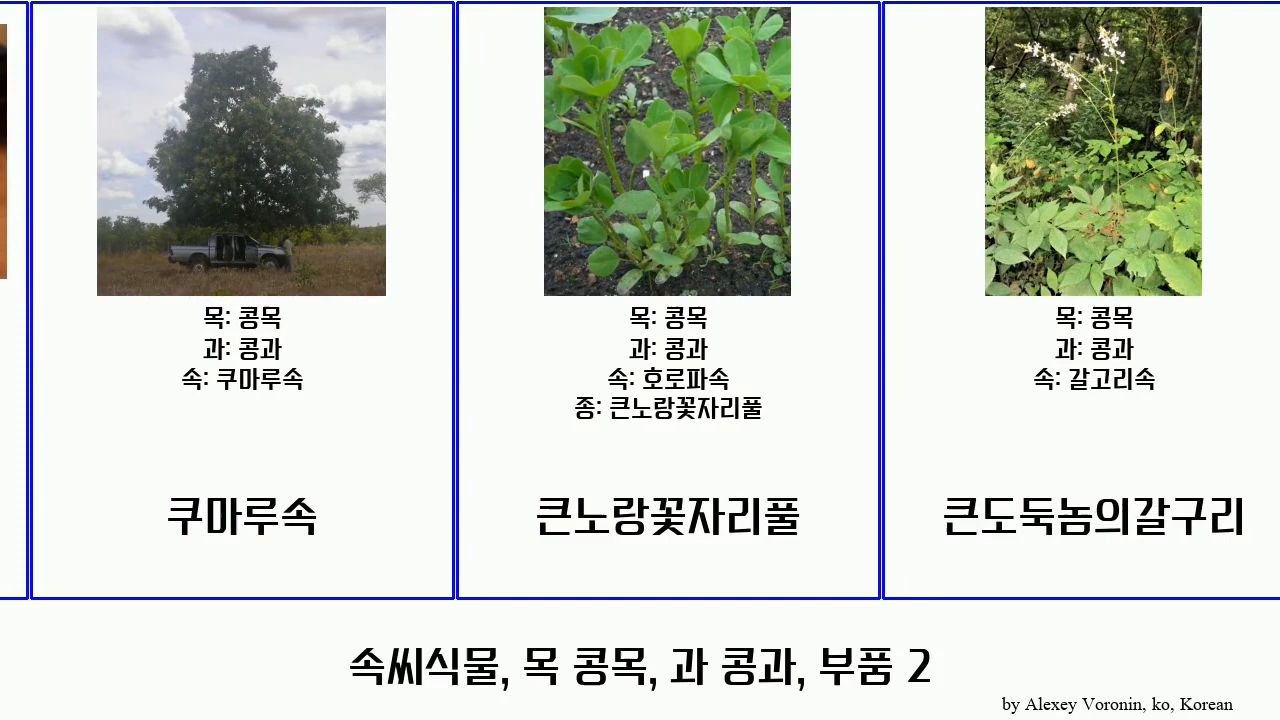 목: 콩목
과: 콩과
속: 쿠마루속
쿠마루속
목: 콩목
과: 콩과
속: 호로파속
종: 큰노랑꽃자리풀
큰노랑꽃자리풀
목: 콩목
과: 콩과
속: 갈고리속
큰도둑놈의갈구리
속씨식물, 목 콩목, 과 콩과, 부품 2
by Alexey Voronin, ko, Korean